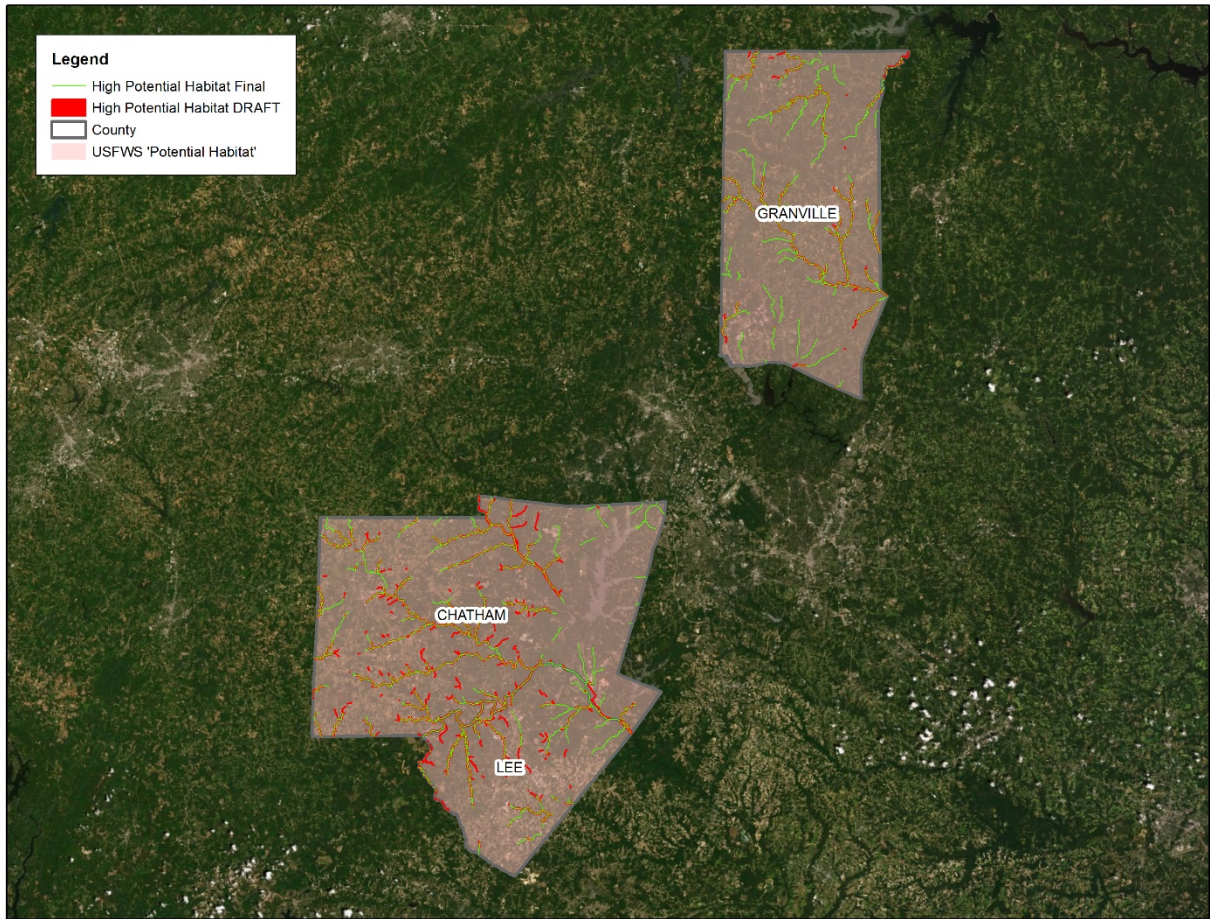 Legend
High Potential Habitat Final
High Potential Habitat DRAFT
County
USFWS 'Potential Habitat'
GRANVILLE
CHATHAM
LEE